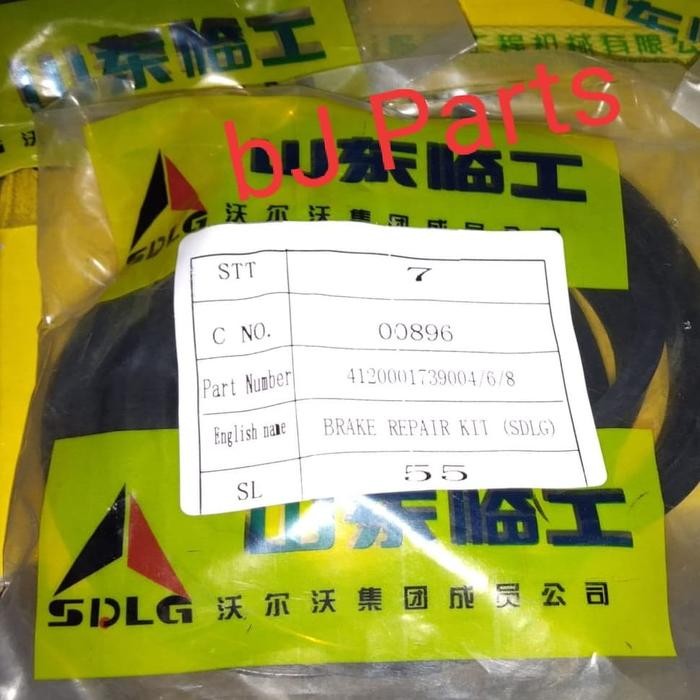 山东临工
工程机械有限公
沃
bJ Parts
山东临工
SDLG 沃尔沃集团成员公司
STT 7
C NO. 00896
Part Number 4120001739004/6/8
English name BRAKE REPAIR KIT (SDLG)
SL 55
山东临工
SDLG 沃尔沃集团成员公司